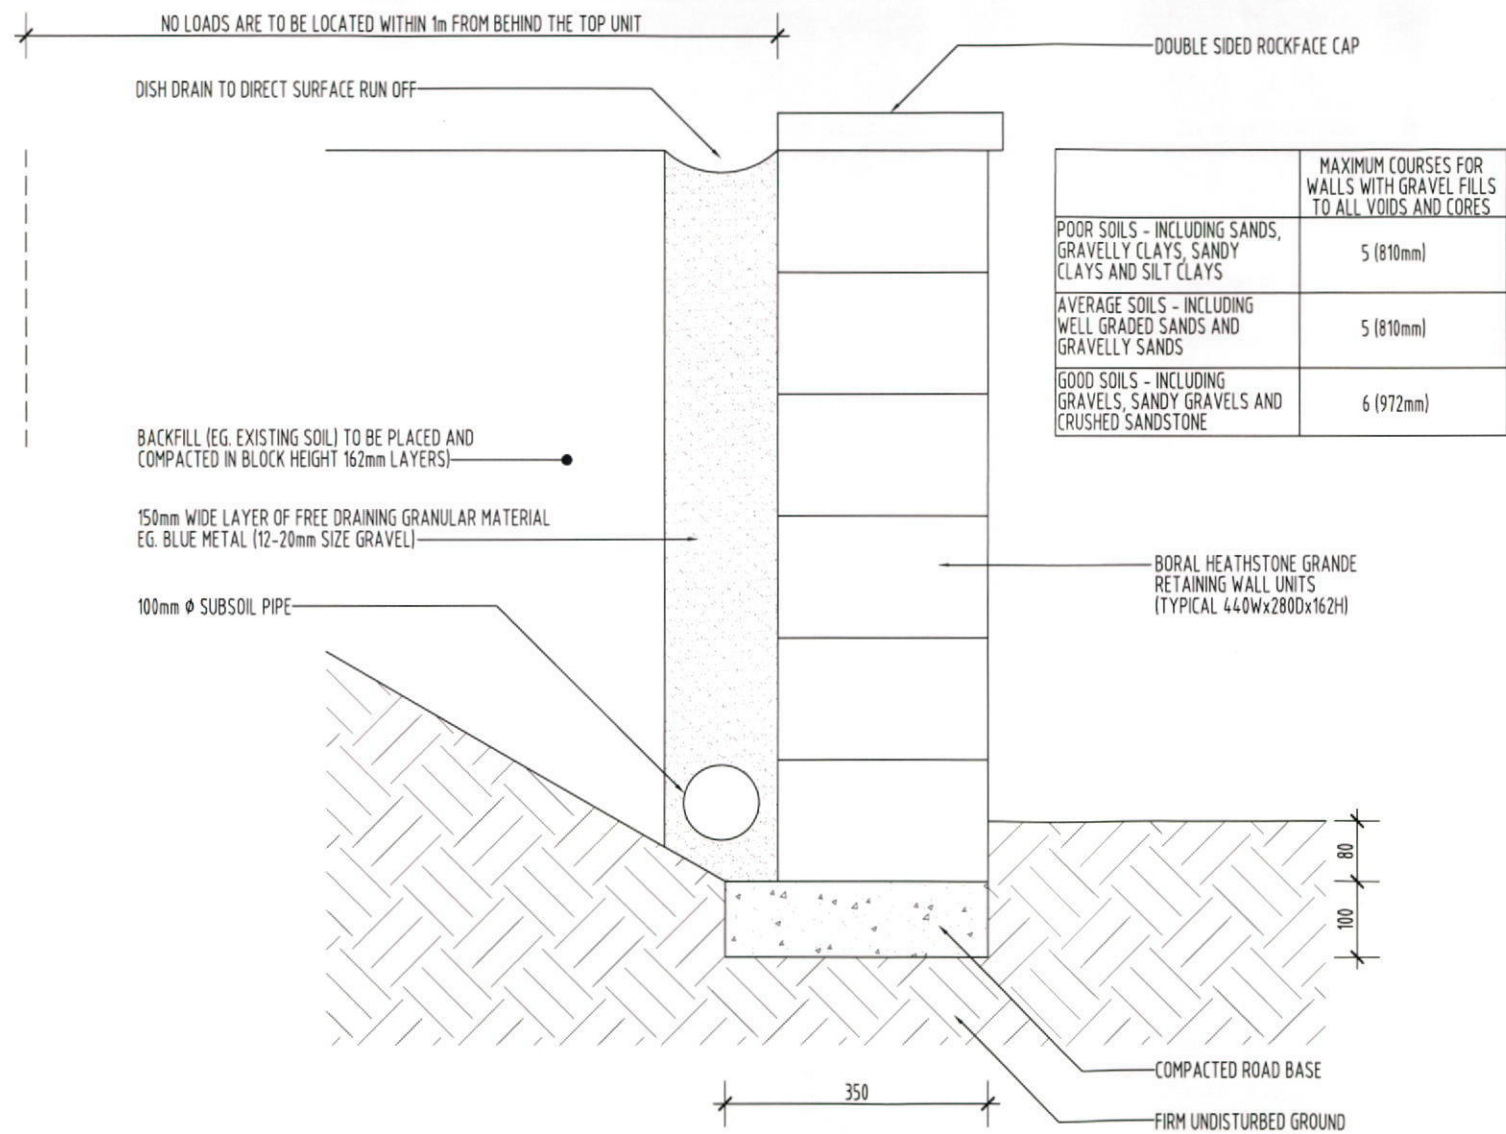 NO LOADS ARE TO BE LOCATED WITHIN 1m FROM BEHIND THE TOP UNIT
DOUBLE SIDED ROCKFACE CAP
DISH DRAIN TO DIRECT SURFACE RUN OFF
MAXIMUM COURSES FOR
WALLS WITH GRAVEL FILLS
TO ALL VOIDS AND CORES
POOR SOILS - INCLUDING SANDS,
GRAVELLY CLAYS, SANDY
CLAYS AND SILT CLAYS
5 (810mm)
AVERAGE SOILS - INCLUDING
WELL GRADED SANDS AND
GRAVELLY SANDS
5 (810mm)
GOOD SOILS - INCLUDING
GRAVELS, SANDY GRAVELS AND
CRUSHED SANDSTONE
6 (972mm)
BACKFILL (EG. EXISTING SOIL) TO BE PLACED AND
COMPACTED IN BLOCK HEIGHT 162mm LAYERS)
150mm WIDE LAYER OF FREE DRAINING GRANULAR MATERIAL
EG. BLUE METAL (12-20mm SIZE GRAVEL)
100mm Ø SUBSOIL PIPE
BORAL HEATHSTONE GRANDE
RETAINING WALL UNITS
(TYPICAL 440Wx280Dx162H)
80
100
350
COMPACTED ROAD BASE
FIRM UNDISTURBED GROUND